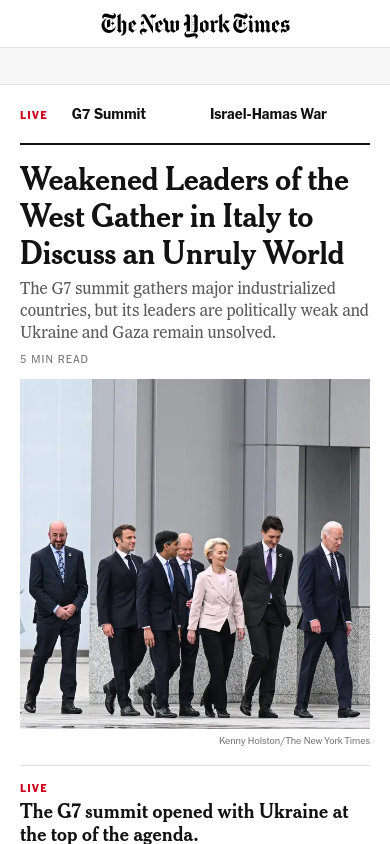 The New York Times
LIVE G7 Summit Israel-Hamas War
Weakened Leaders of the
West Gather in Italy to
Discuss an Unruly World
The G7 summit gathers major industrialized
countries, but its leaders are politically weak and
Ukraine and Gaza remain unsolved.
5 MIN READ
Kenny Holston/The New York Times
LIVE
The G7 summit opened with Ukraine at
the top of the agenda.